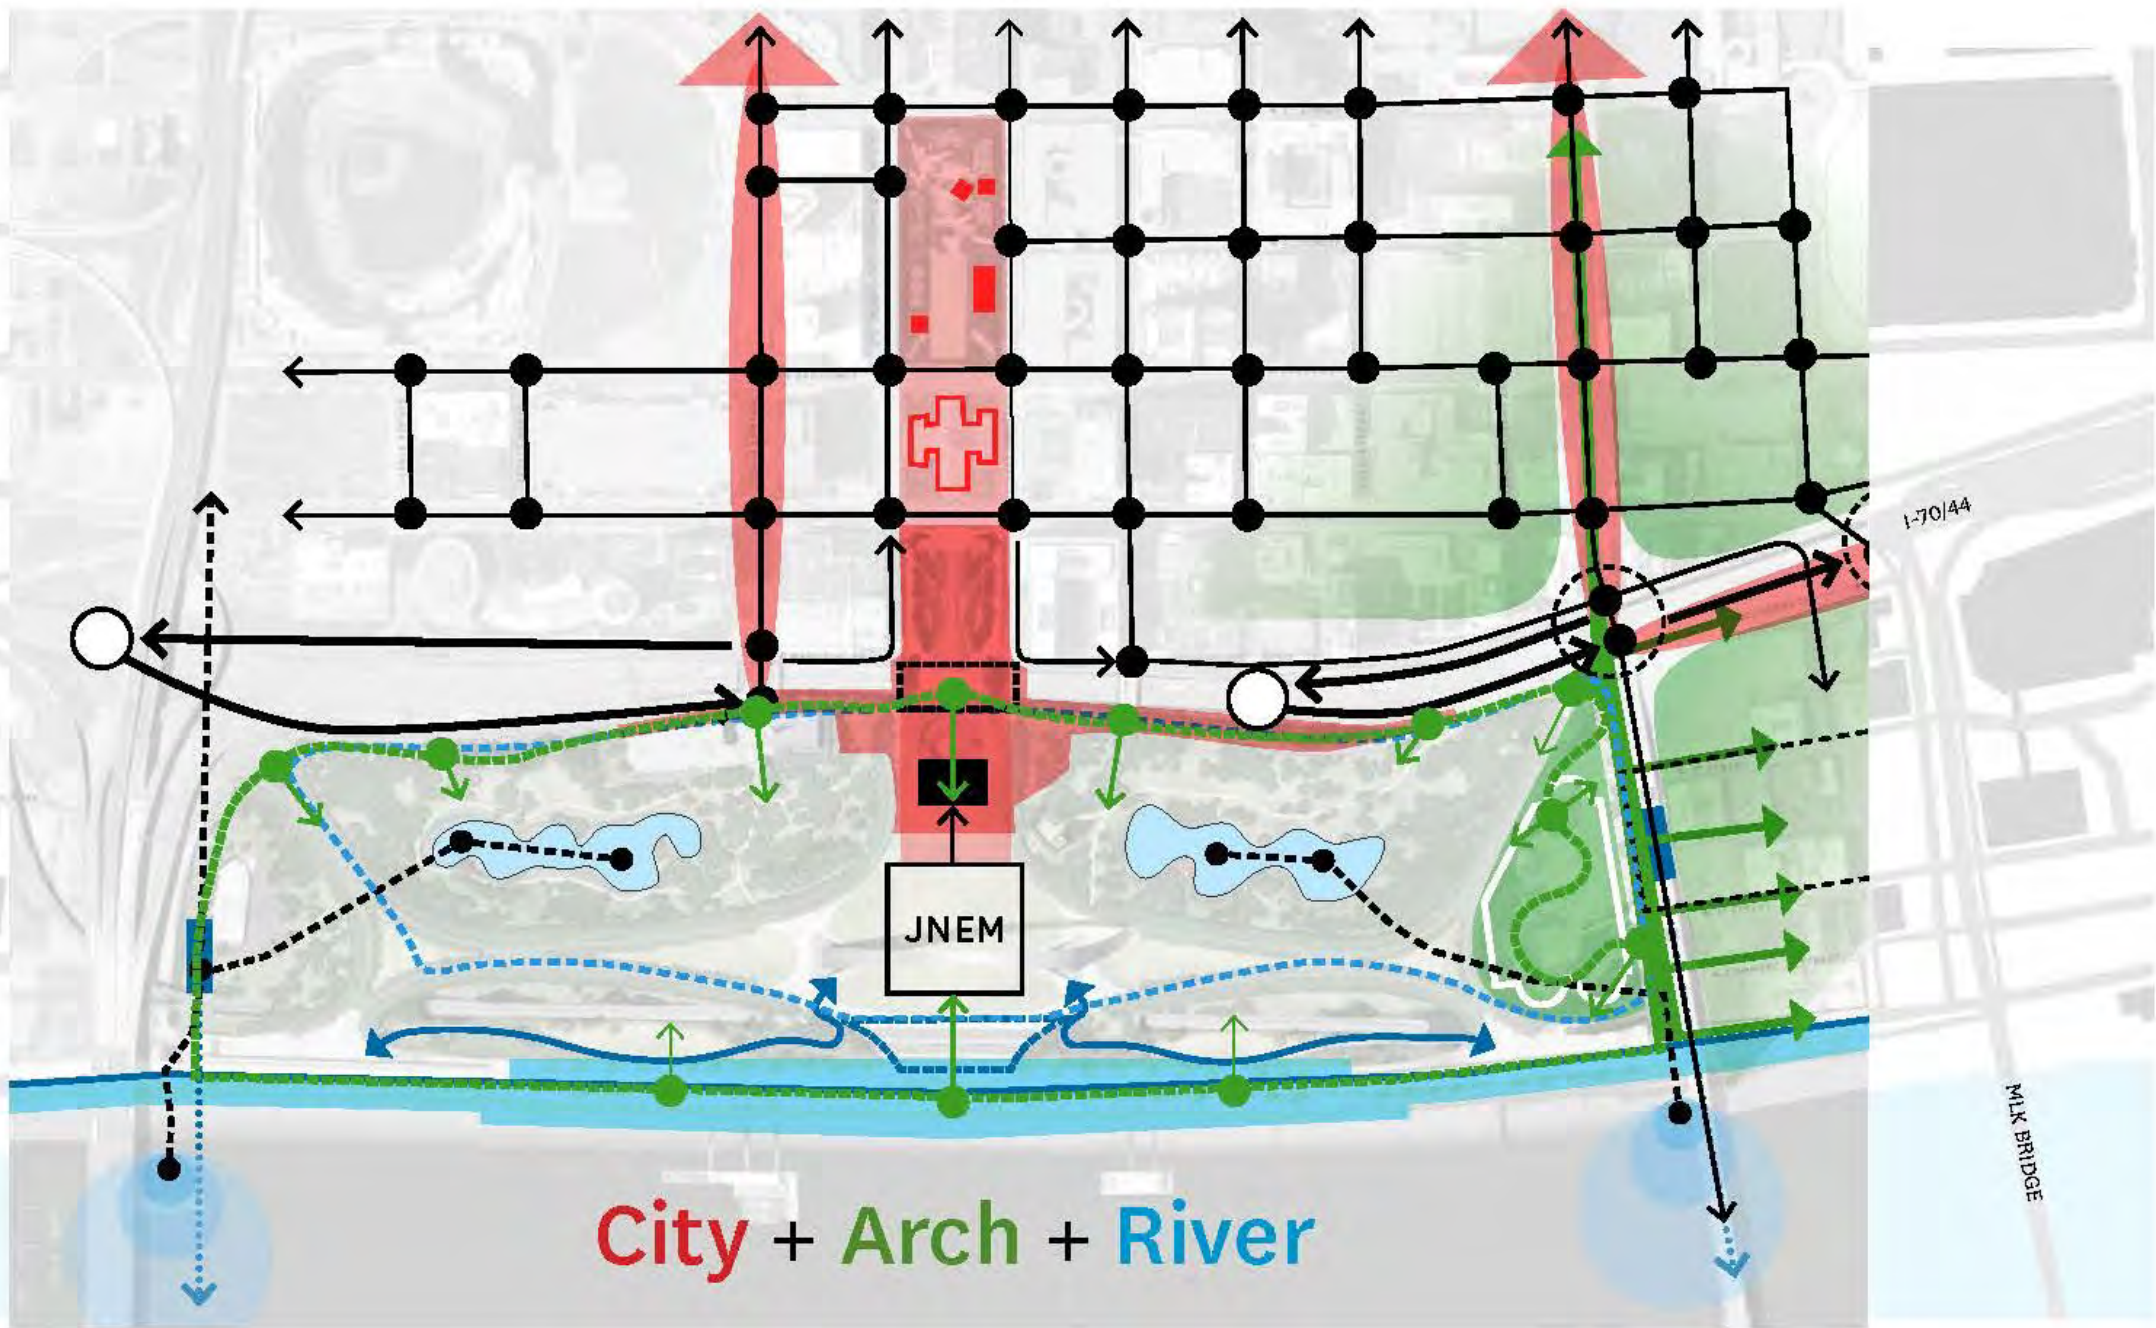 I-70/44
JNEM
MLK BRIDGE
City + Arch + River